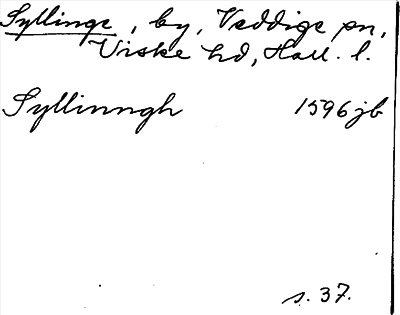 Syllinge, by, Veddige sn,
Viske hd, Hall. l.
Syllinngh 1596 jb
s. 37.